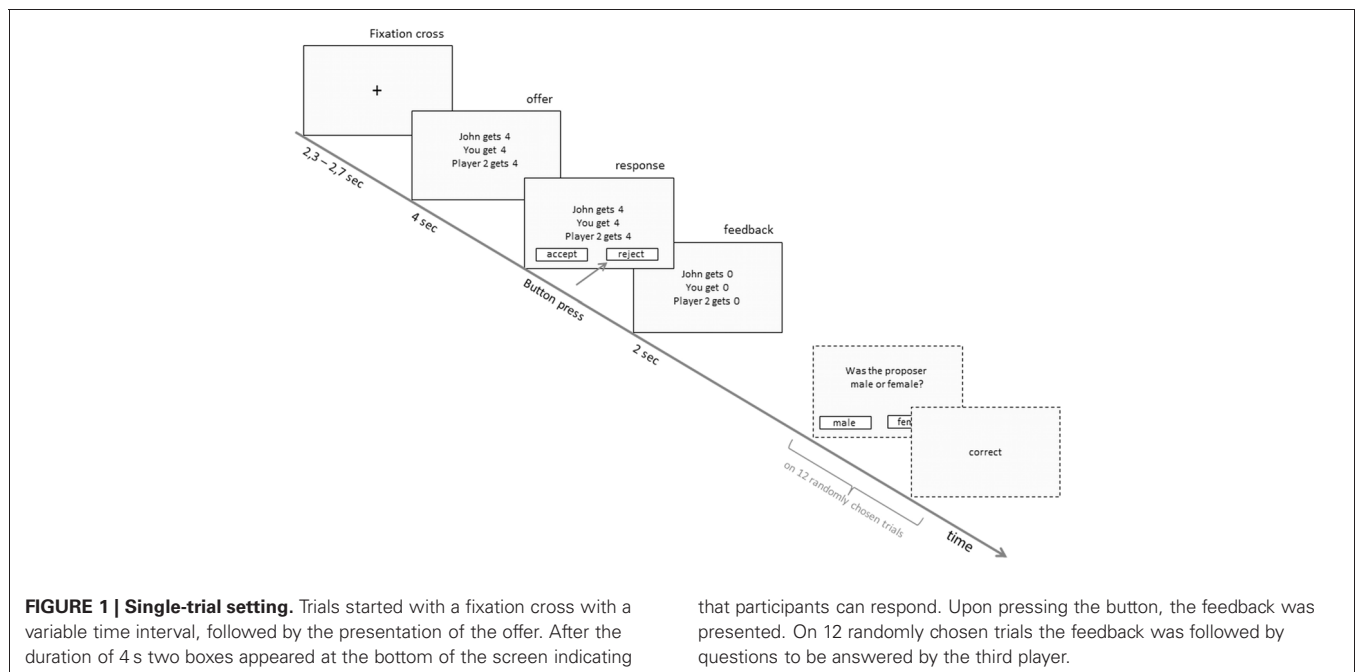 Fixation cross
+
offer
John gets 4
You get 4
Player 2 gets 4
response
John gets 4
You get 4
Player 2 gets 4
accept
reject
feedback
John gets 0
You get 0
Player 2 gets 0
2,3 – 2,7 sec
4 sec
Button press
2 sec
Was the proposer
male or female?
male
fem
correct
on 12 randomly chosen trials
time
FIGURE 1 | Single-trial setting. Trials started with a fixation cross with a
variable time interval, followed by the presentation of the offer. After the
duration of 4 s two boxes appeared at the bottom of the screen indicating
that participants can respond. Upon pressing the button, the feedback was
presented. On 12 randomly chosen trials the feedback was followed by
questions to be answered by the third player.